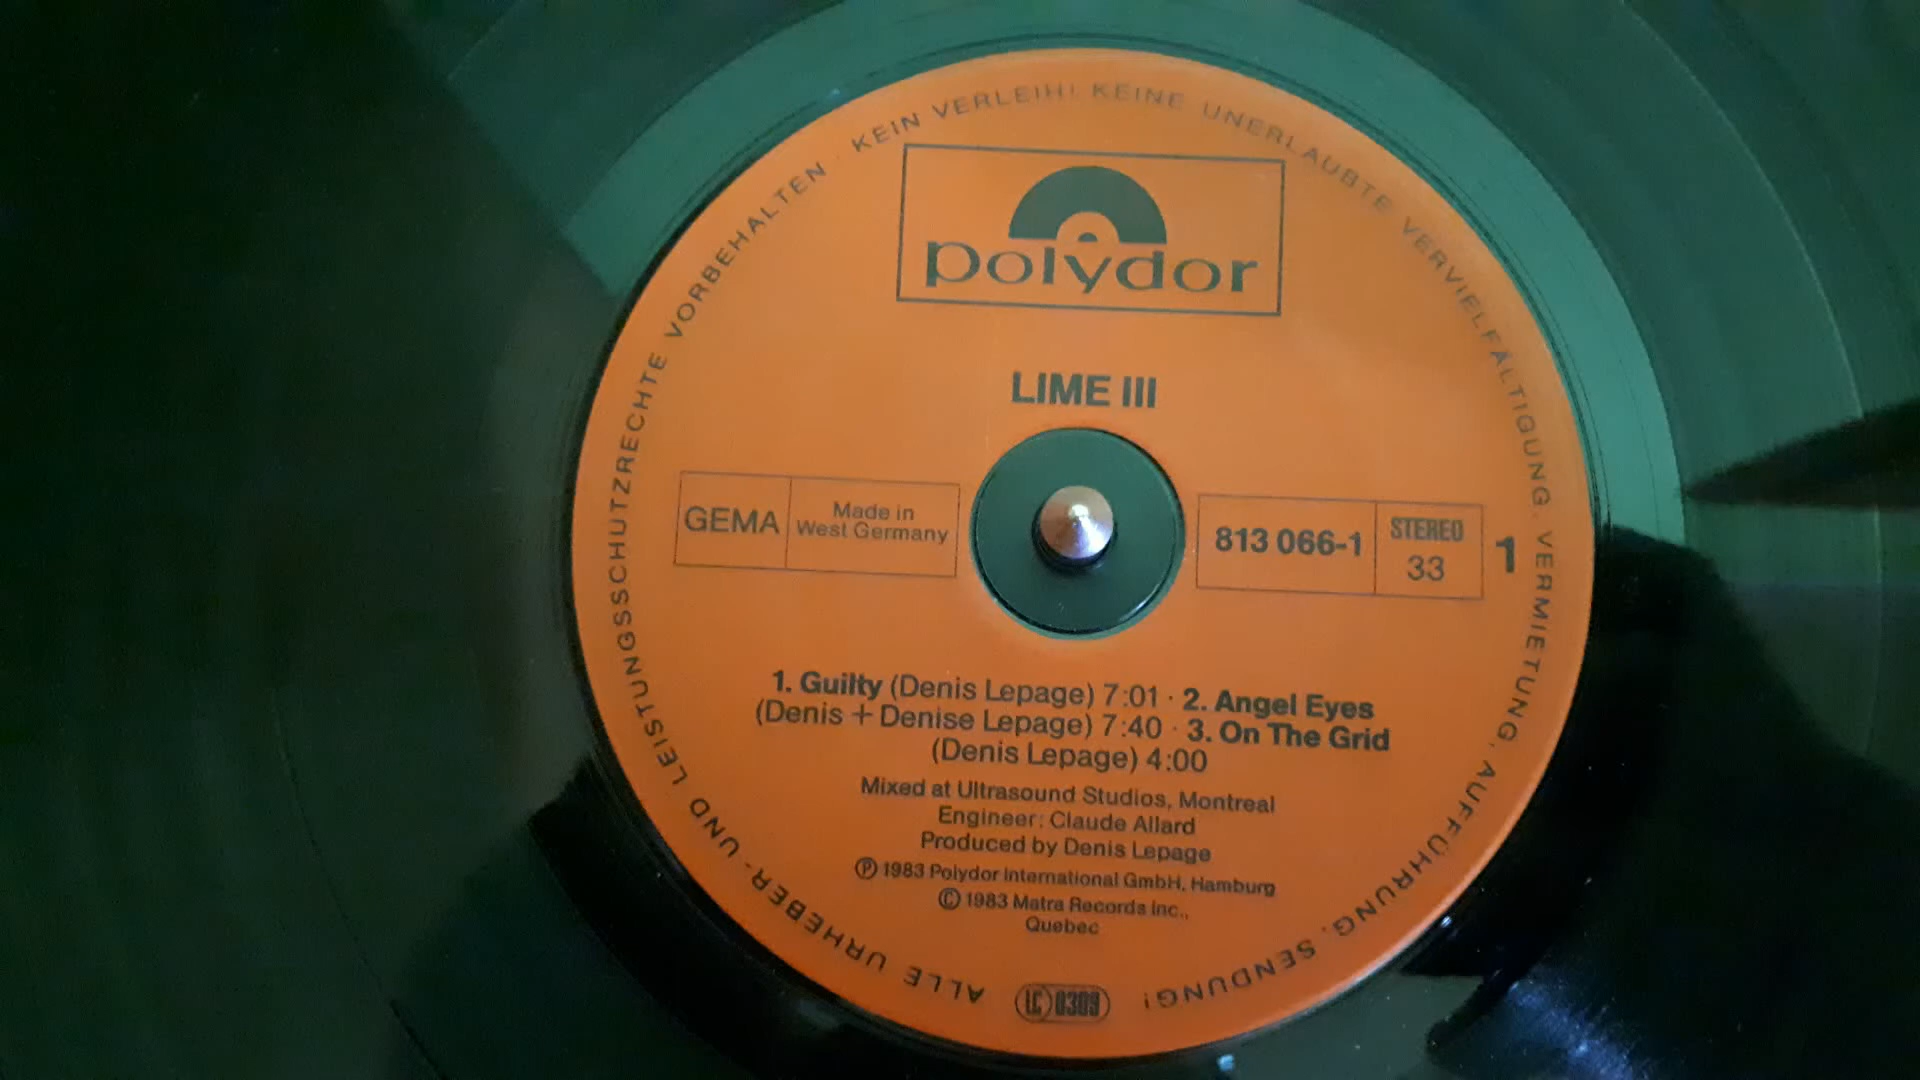 ALLE URHEBER- UND LEISTUNGSSCHUTZRECHTE VORBEHALTEN · KEIN VERLEIH! KEINE UNERLAUBTE VERVIELFÄLTIGUNG, VERMIETUNG, AUFFÜHRUNG, SENDUNG!
polydor
LIME III
GEMA
Made in
West Germany
813 066-1
STEREO
33
1
1. Guilty (Denis Lepage) 7:01 · 2. Angel Eyes
(Denis + Denise Lepage) 7:40 · 3. On The Grid
(Denis Lepage) 4:00
Mixed at Ultrasound Studios, Montreal
Engineer: Claude Allard
Produced by Denis Lepage
Ⓟ 1983 Polydor International GmbH, Hamburg
© 1983 Matra Records Inc.,
Quebec
LC 0309